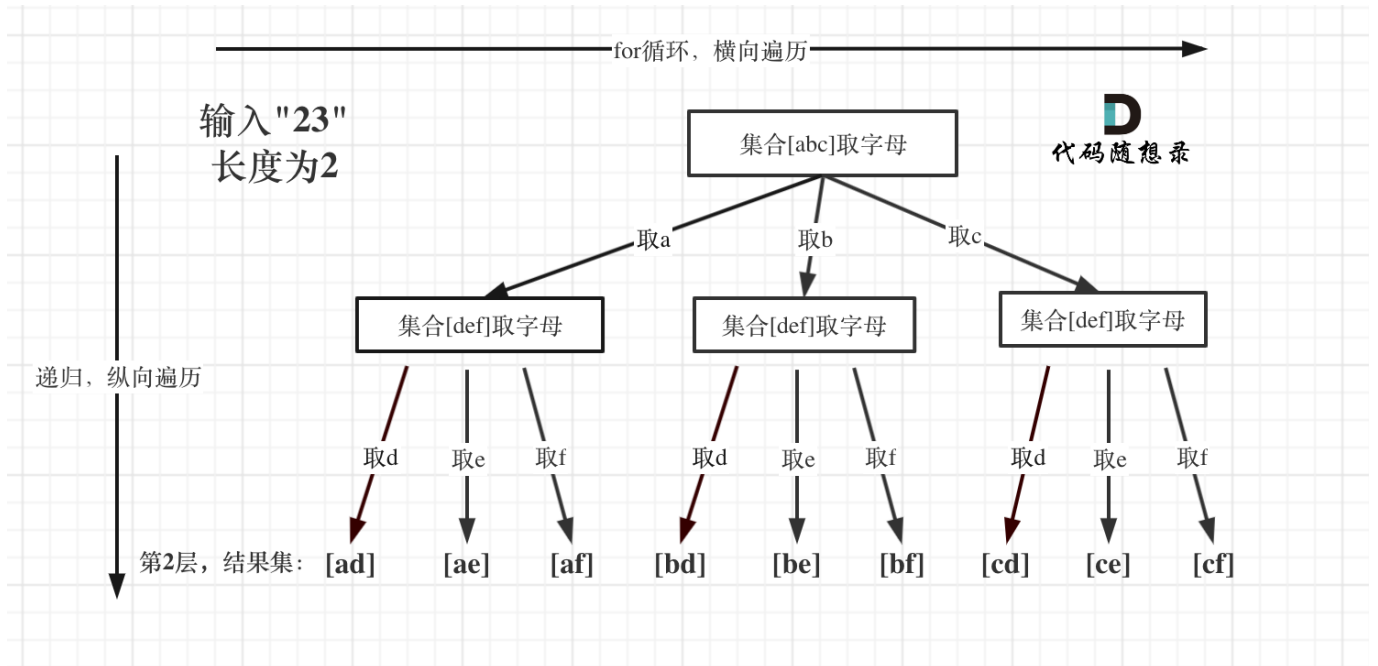 for循环，横向遍历
输入"23"
长度为2
集合[abc]取字母
代码随想录
取a
取b
取c
集合[def]取字母
集合[def]取字母
集合[def]取字母
递归，纵向遍历
取d
取e
取f
取d
取e
取f
取d
取e
取f
第2层，结果集： [ad] [ae] [af] [bd] [be] [bf] [cd] [ce] [cf]